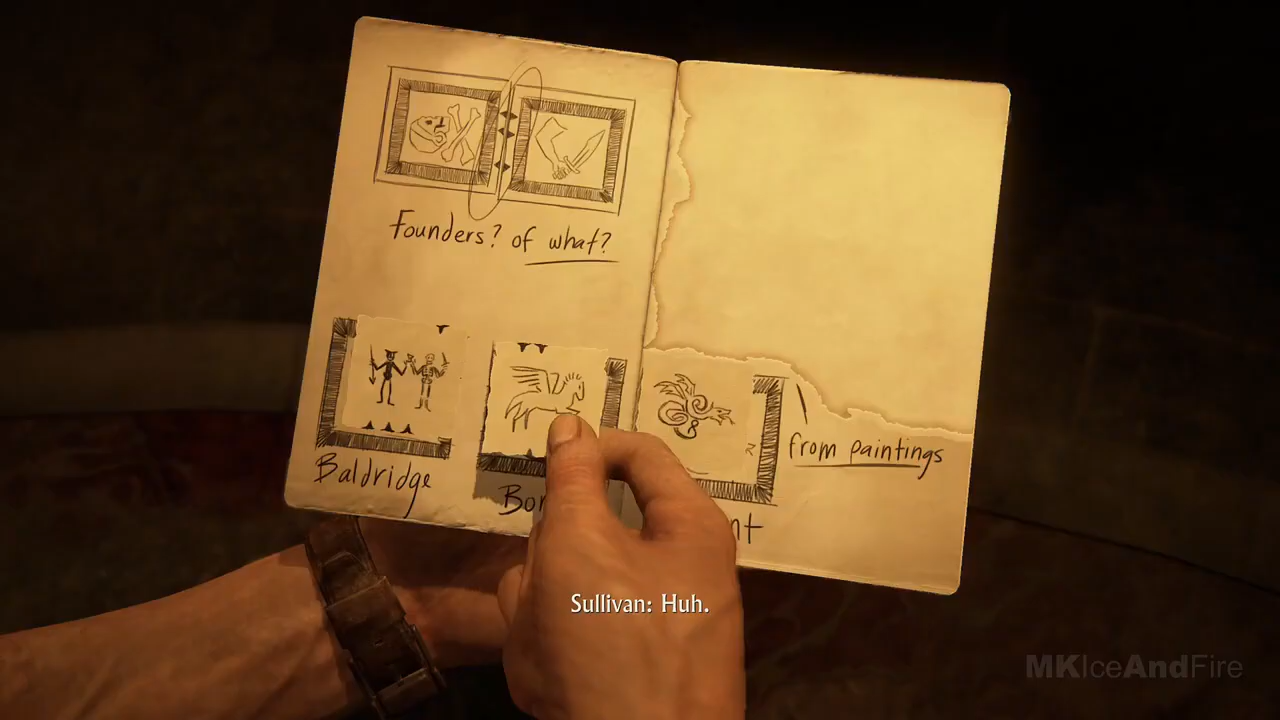 Founders? of what?
Baldridge
from paintings
Sullivan: Huh.
MKIceAndFire